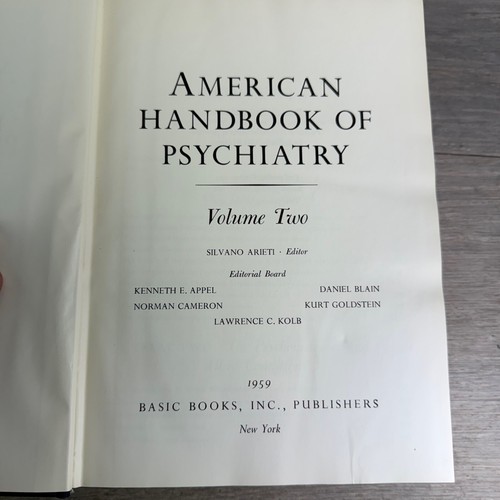 AMERICAN
HANDBOOK OF
PSYCHIATRY
Volume Two
SILVANO ARIETI · Editor
Editorial Board
KENNETH E. APPEL DANIEL BLAIN
NORMAN CAMERON KURT GOLDSTEIN
LAWRENCE C. KOLB
1959
BASIC BOOKS, INC., PUBLISHERS
New York